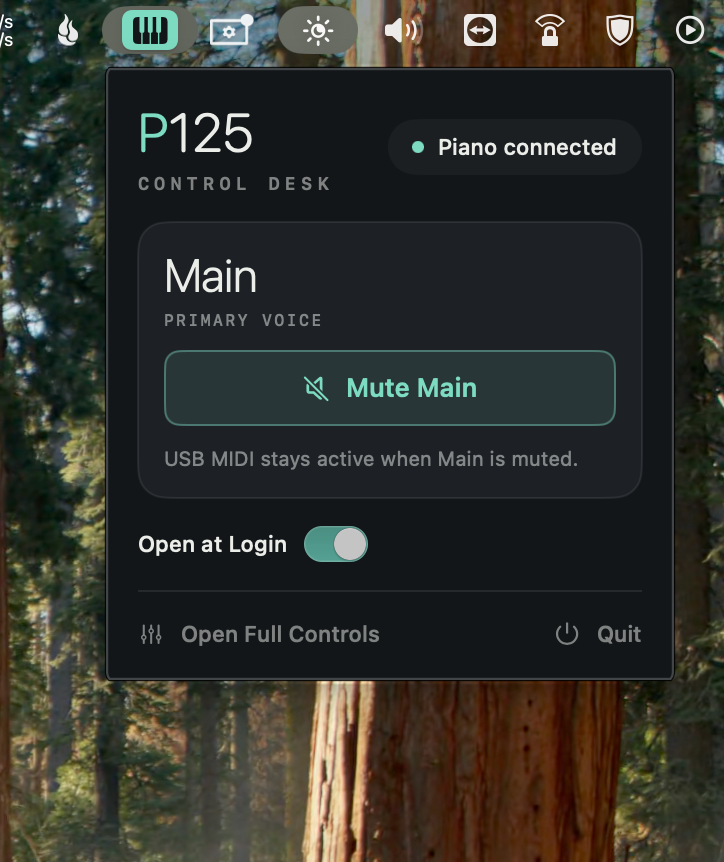 /s
/s
P125
Piano connected
CONTROL DESK
Main
PRIMARY VOICE
Mute Main
USB MIDI stays active when Main is muted.
Open at Login
Open Full Controls
Quit